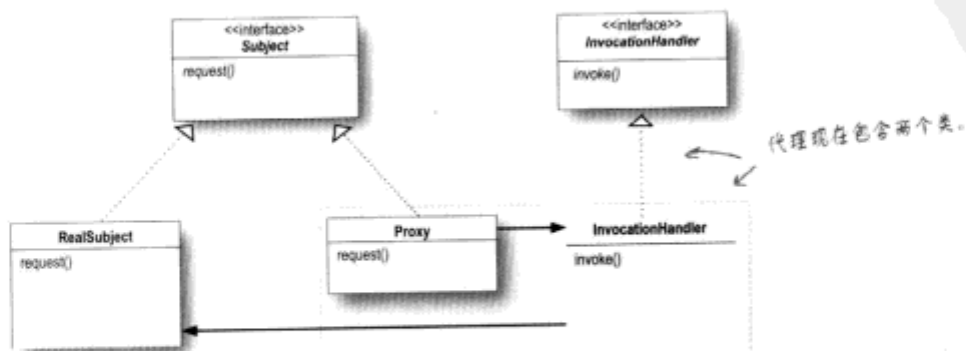 <<interface>>
Subject
request()
<<interface>>
InvocationHandler
invoke()
代理现在包含两个类。
RealSubject
request()
Proxy
request()
InvocationHandler
invoke()